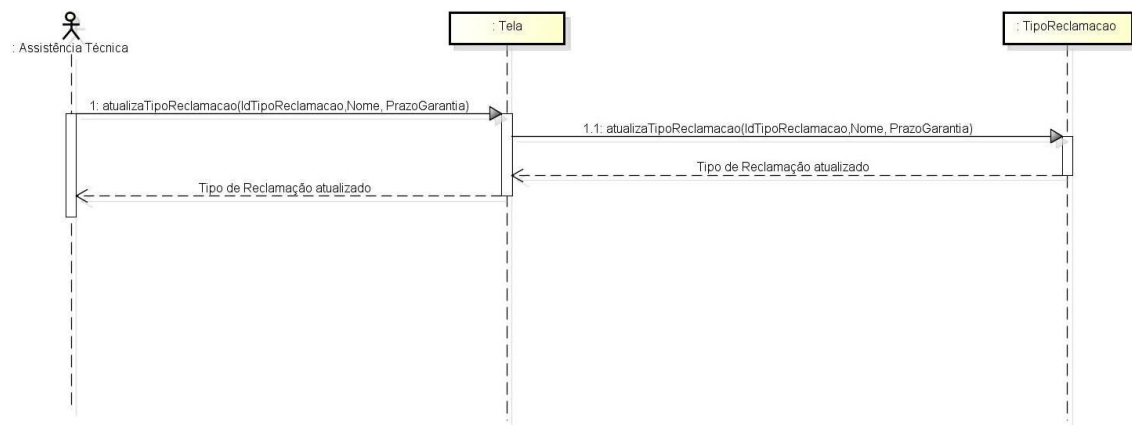 : Assistência Técnica
: Tela
: TipoReclamacao
1: atualizaTipoReclamacao(IdTipoReclamacao,Nome, PrazoGarantia)
1.1: atualizaTipoReclamacao(IdTipoReclamacao,Nome, PrazoGarantia)
Tipo de Reclamação atualizado
Tipo de Reclamação atualizado